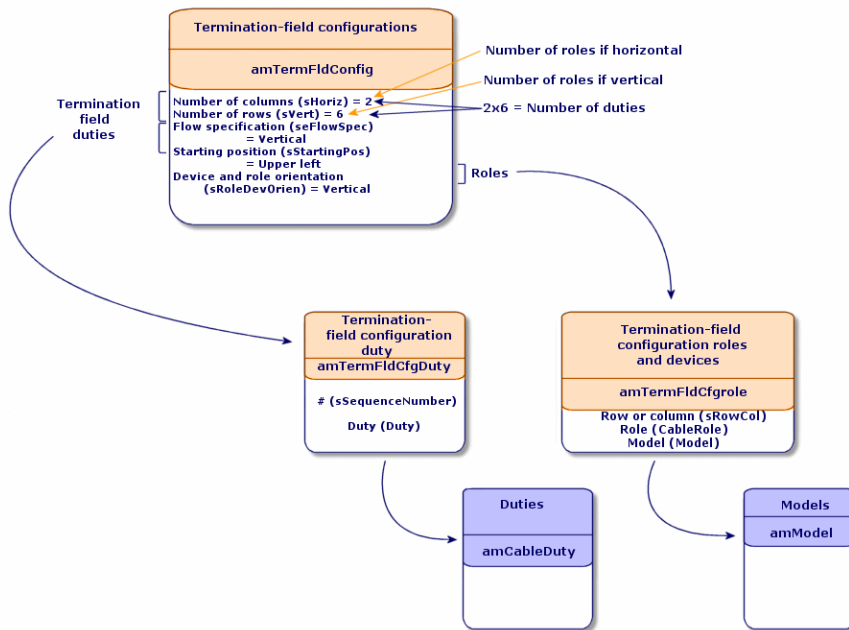 Termination-field configurations
amTermFldConfig
Number of columns (sHoriz) = 2
Number of rows (sVert) = 6
Flow specification (seFlowSpec)
= Vertical
Starting position (sStartingPos)
= Upper left
Device and role orientation
(sRoleDevOrien) = Vertical
Termination
field
duties
Number of roles if horizontal
Number of roles if vertical
2x6 = Number of duties
Roles
Termination-
field configuration
duty
amTermFldCfgDuty
# (sSequenceNumber)
Duty (Duty)
Termination-field
configuration roles
and devices
amTermFldCfgrole
Row or column (sRowCol)
Role (CableRole)
Model (Model)
Duties
amCableDuty
Models
amModel